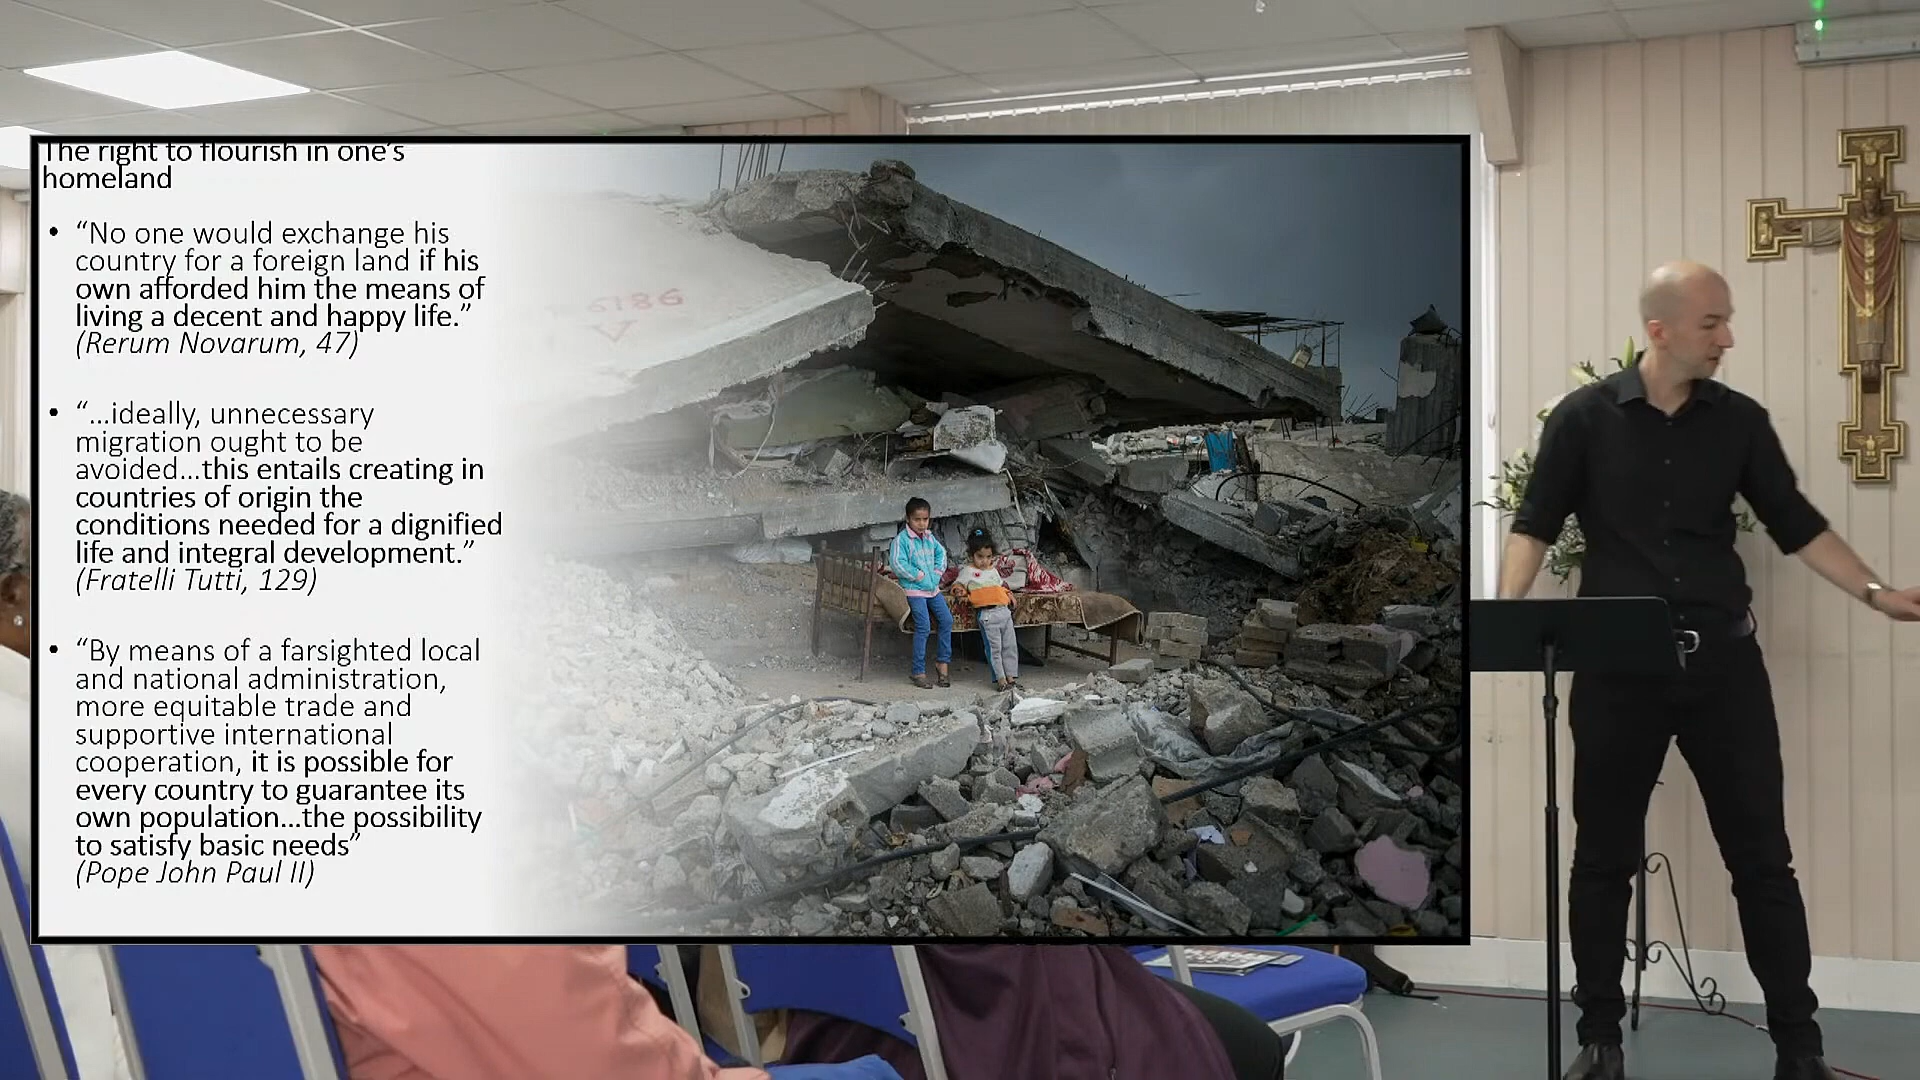 The right to flourish in one's
homeland
• “No one would exchange his
country for a foreign land if his
own afforded him the means of
living a decent and happy life.”
(Rerum Novarum, 47)
• “...ideally, unnecessary
migration ought to be
avoided...this entails creating in
countries of origin the
conditions needed for a dignified
life and integral development.”
(Fratelli Tutti, 129)
• “By means of a farsighted local
and national administration,
more equitable trade and
supportive international
cooperation, it is possible for
every country to guarantee its
own population...the possibility
to satisfy basic needs”
(Pope John Paul II)